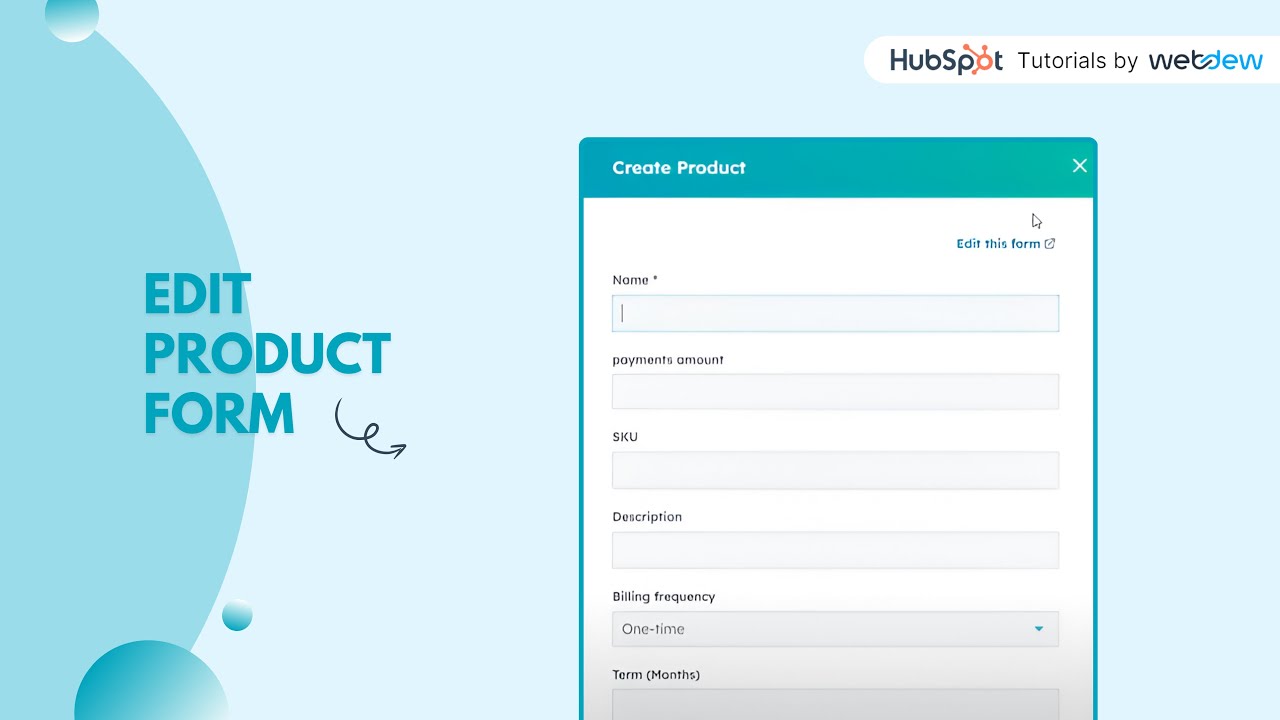 HubSpot Tutorials by webdew
EDIT
PRODUCT
FORM
Create Product
Edit this form
Name *
payments amount
SKU
Description
Billing frequency
One-time
Term (Months)